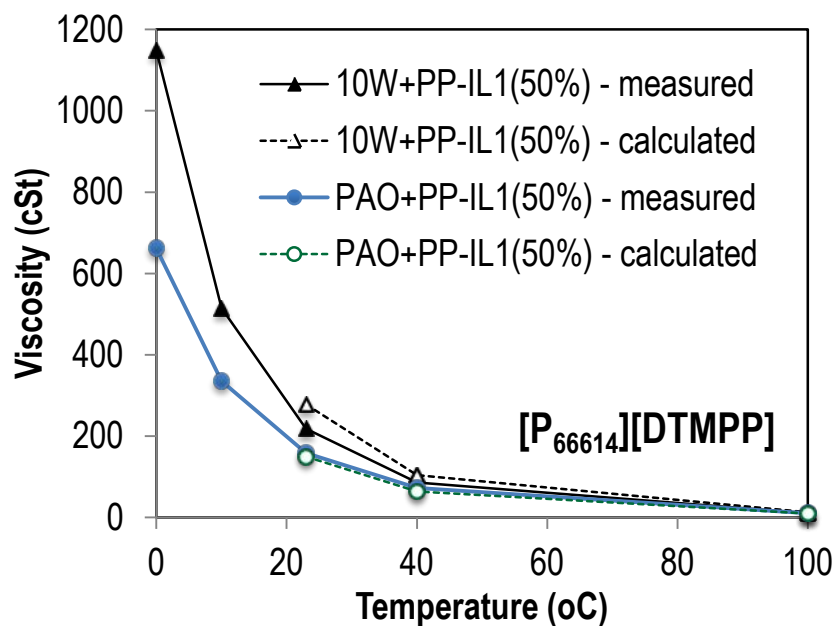 1200
1000
800
600
400
200
0
Viscosity (cSt)
10W+PP-IL1(50%) - measured
10W+PP-IL1(50%) - calculated
PAO+PP-IL1(50%) - measured
PAO+PP-IL1(50%) - calculated
[P66614][DTMPP]
0 20 40 60 80 100
Temperature (oC)